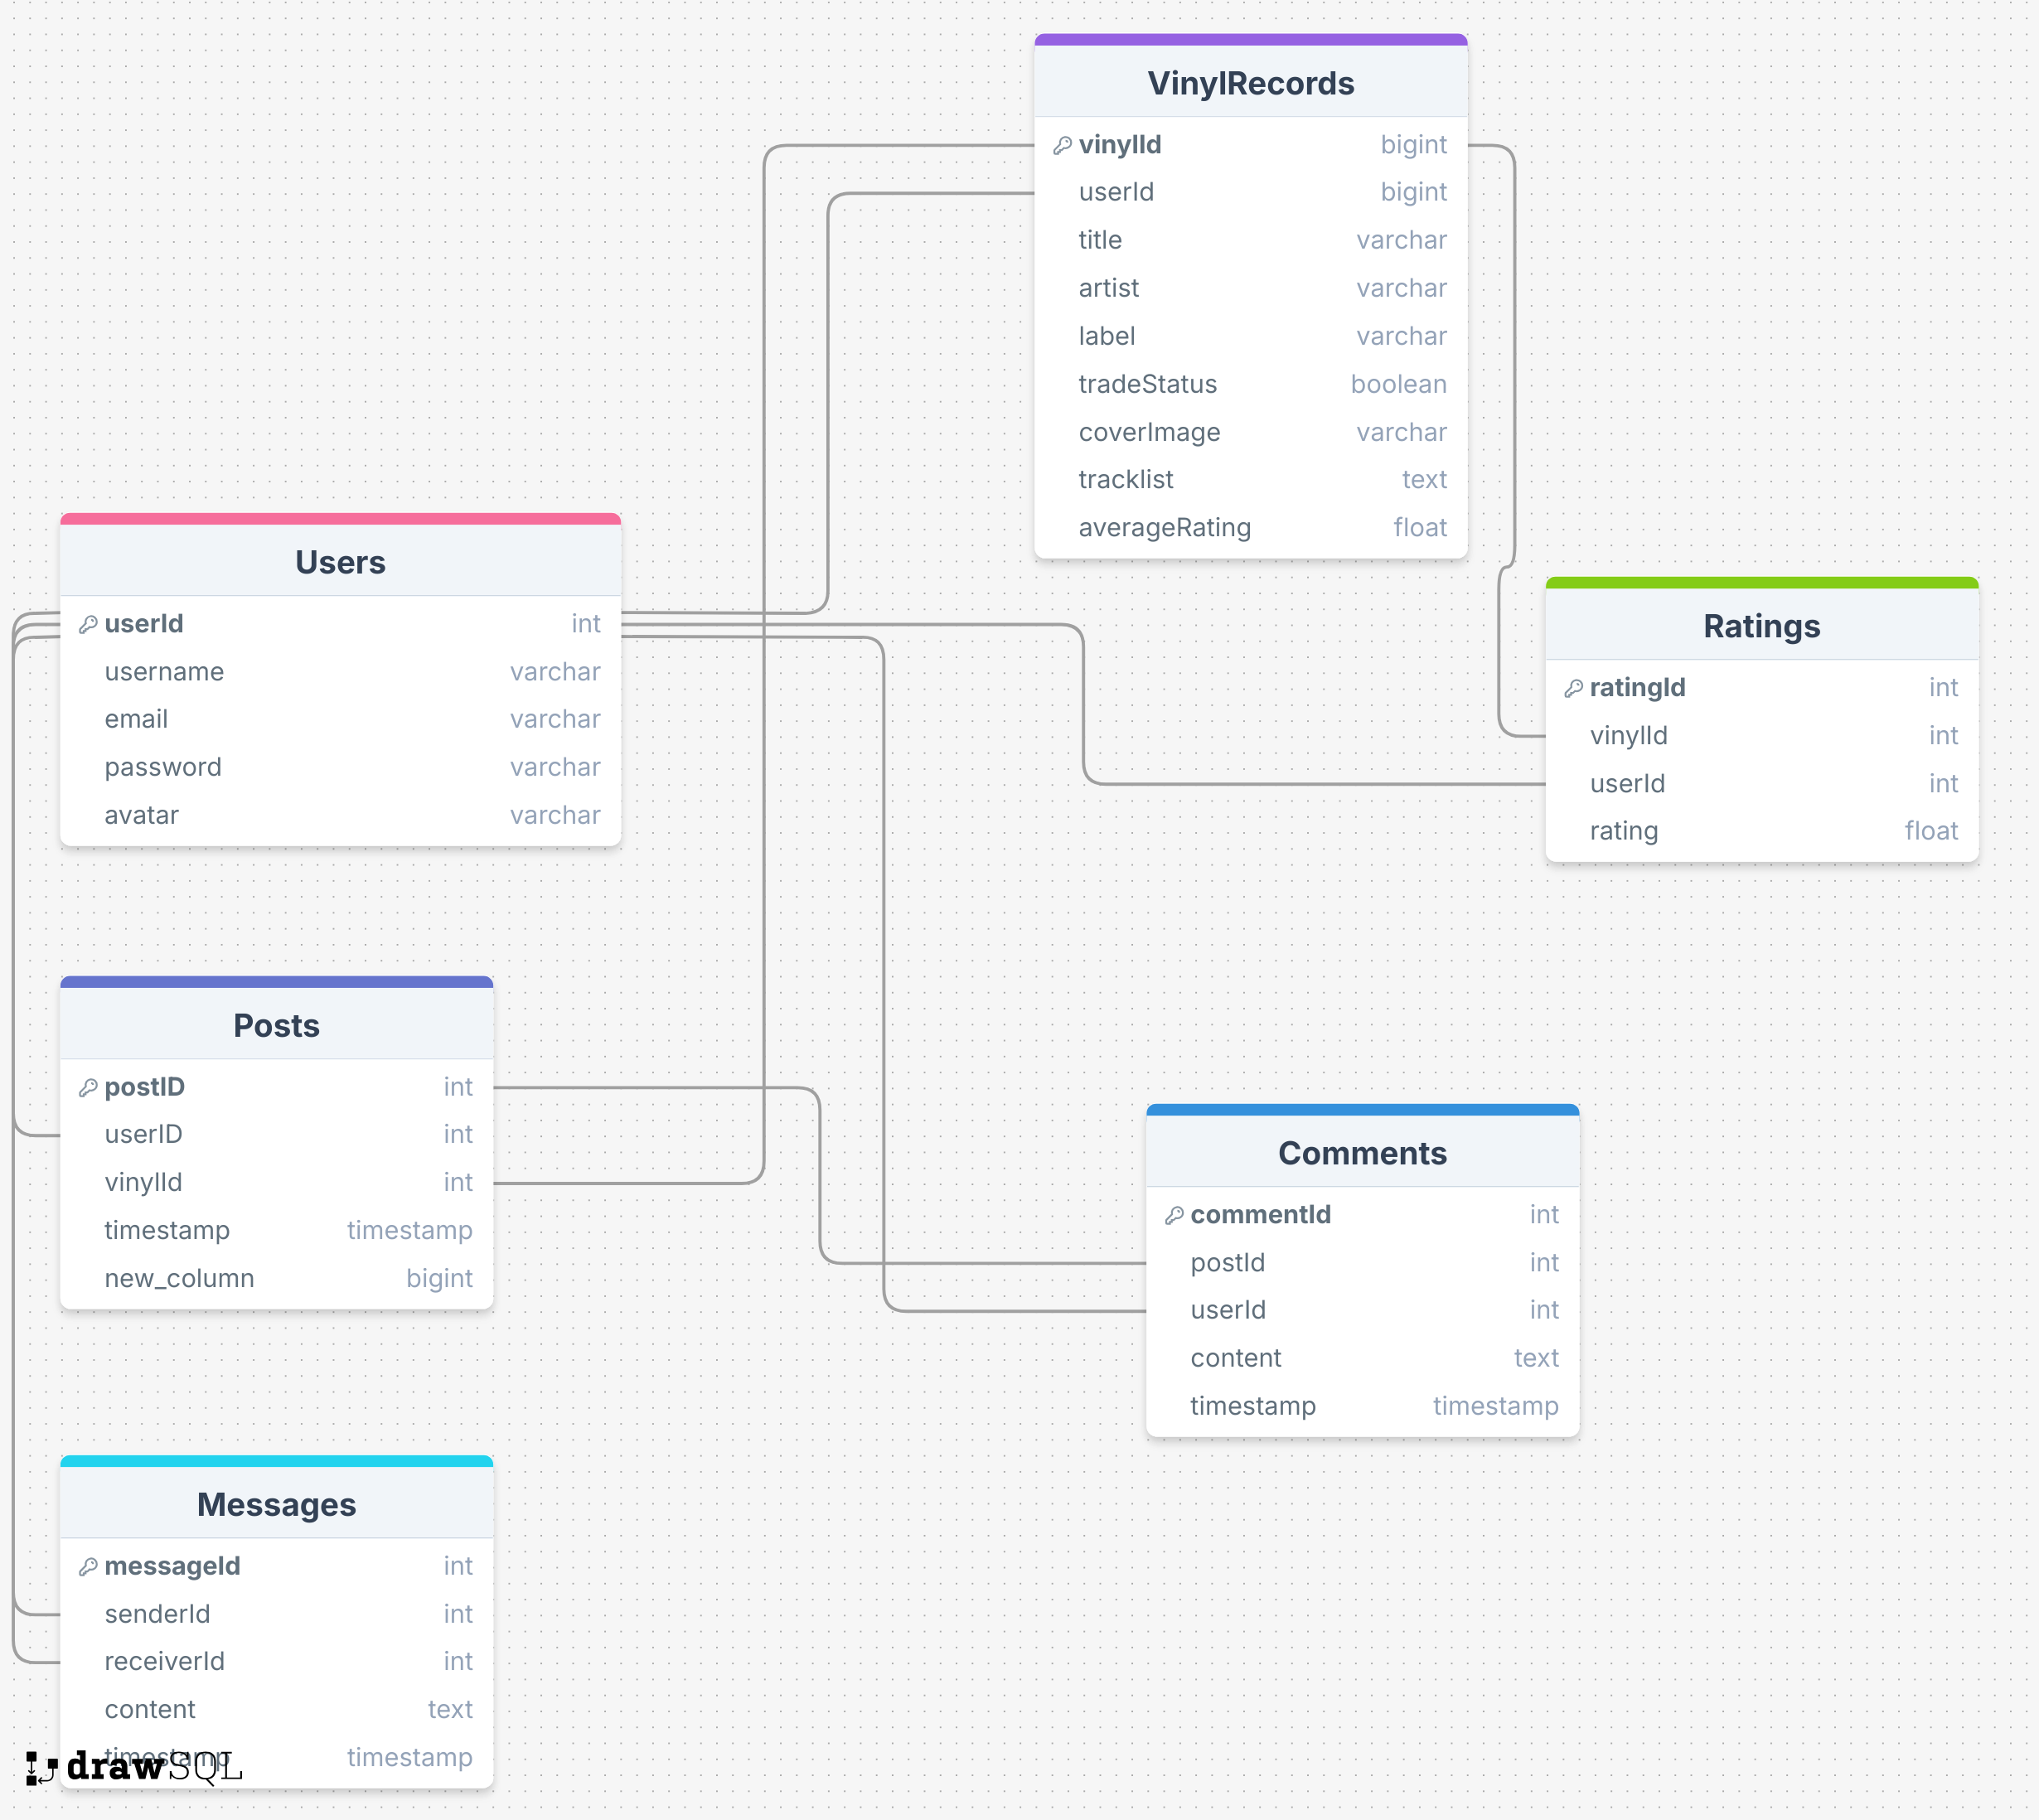 VinylRecords
vinylId bigint
userId bigint
title varchar
artist varchar
label varchar
tradeStatus boolean
coverImage varchar
tracklist text
averageRating float
Users
userId int
username varchar
email varchar
password varchar
avatar varchar
Ratings
ratingId int
vinylId int
userId int
rating float
Posts
postID int
userID int
vinylId int
timestamp timestamp
new_column bigint
Comments
commentId int
postId int
userId int
content text
timestamp timestamp
Messages
messageId int
senderId int
receiverId int
content text
timestamp timestamp
drawSQL